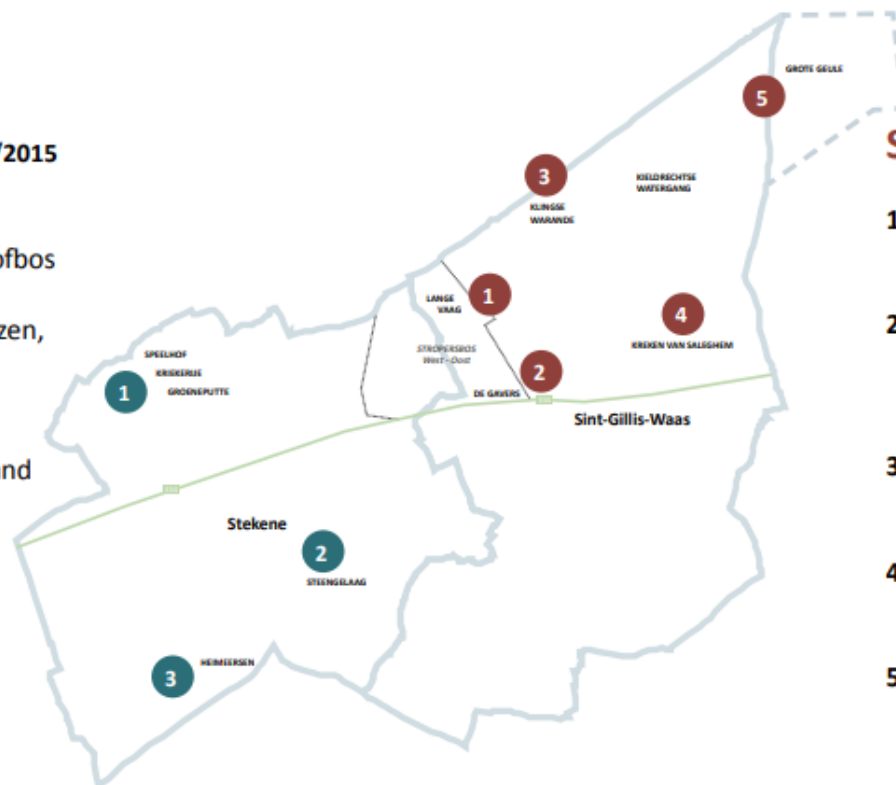 /2015
ofbos
zen,
and
GROTE GEULE
5
3
KLINGSE
WARANDE
KIELDRECHTSE
WATERGANG
LANGE
VAAG
1
4
KREKEN VAN SALEGHEM
STROPERSBOS
West - Oost
2
DE GAVERS
Sint-Gillis-Waas
SPEELHOF
KRIEKERIJE
GROENEPUTTE
1
Stekene
2
STEENGELAAG
3
HEIMEERSEN
S
1
2
3
4
5